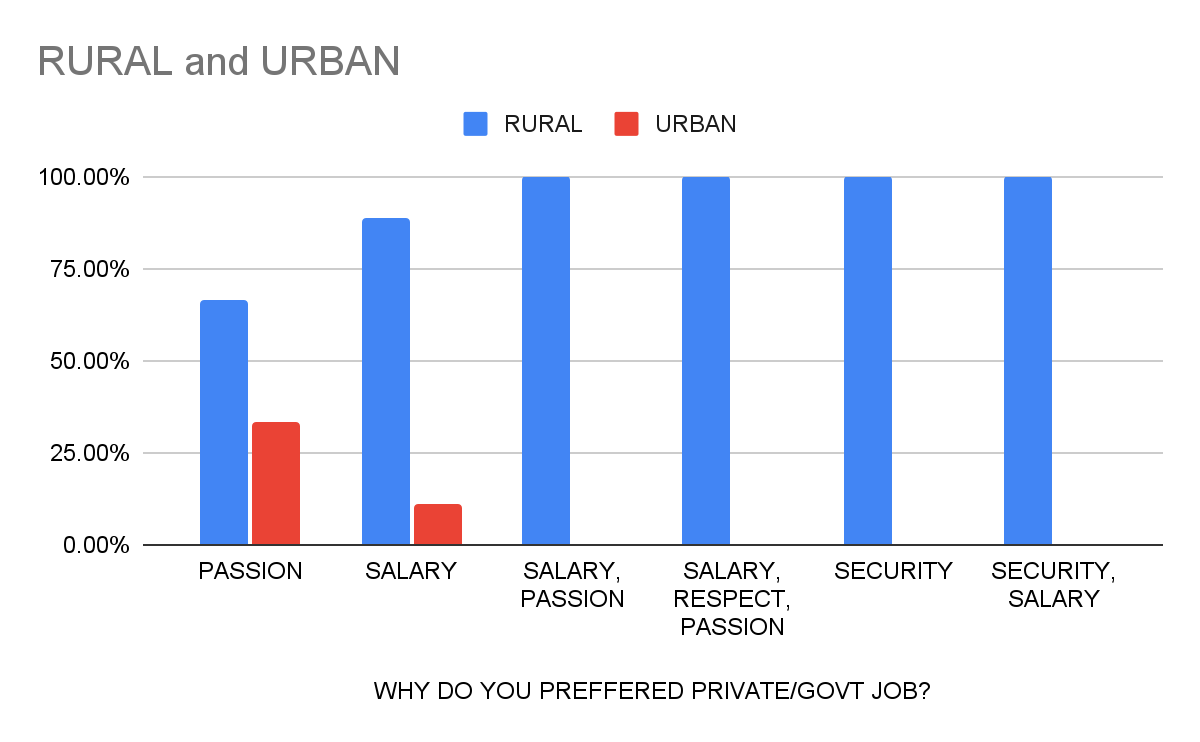 RURAL and URBAN
RURAL
URBAN
100.00%
75.00%
50.00%
25.00%
0.00%
PASSION
SALARY
SALARY,
PASSION
SALARY,
RESPECT,
PASSION
SECURITY
SECURITY,
SALARY
WHY DO YOU PREFFERED PRIVATE/GOVT JOB?